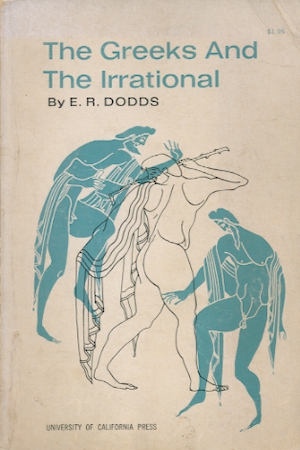 $1.95
The Greeks And
The Irrational
By E. R. DODDS
UNIVERSITY OF CALIFORNIA PRESS